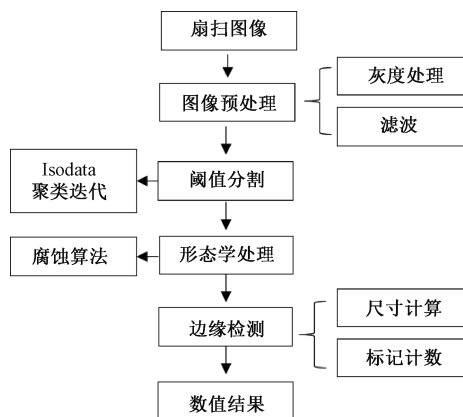 扇扫图像
图像预处理
灰度处理
滤波
Isodata
聚类迭代
阈值分割
腐蚀算法
形态学处理
边缘检测
尺寸计算
标记计数
数值结果